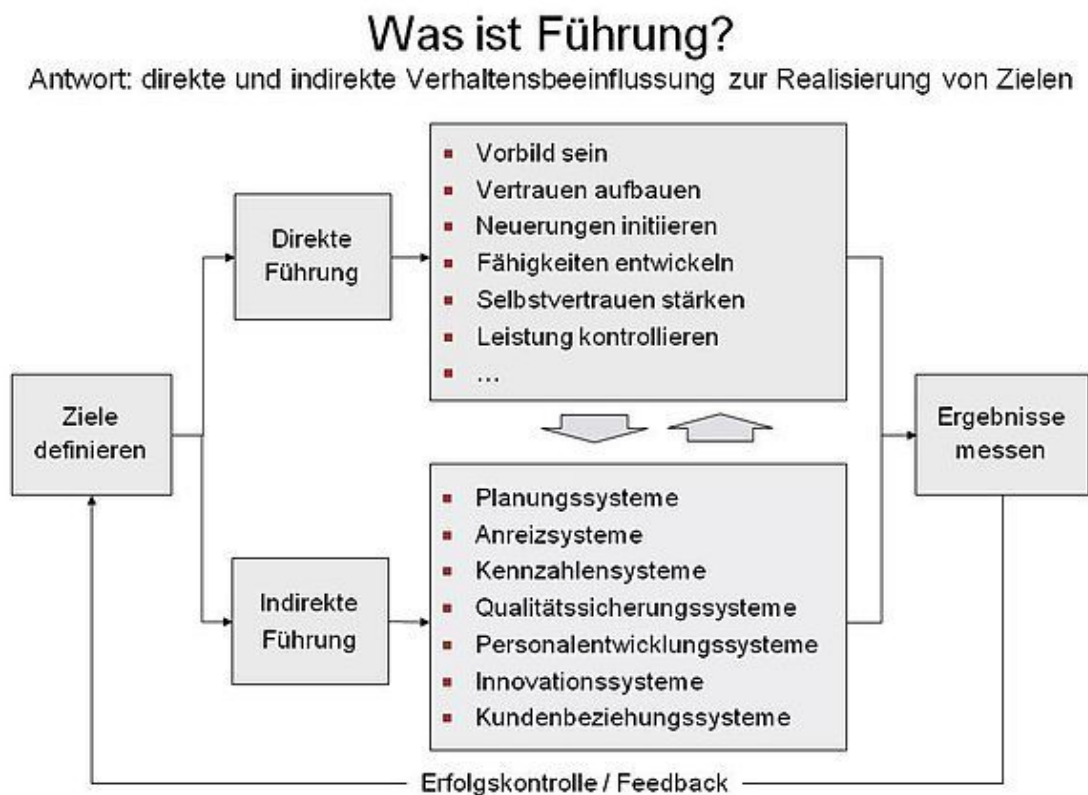 Was ist Führung?
Antwort: direkte und indirekte Verhaltensbeeinflussung zur Realisierung von Zielen
Ziele
definieren
Direkte
Führung
▪ Vorbild sein
▪ Vertrauen aufbauen
▪ Neuerungen initiieren
▪ Fähigkeiten entwickeln
▪ Selbstvertrauen stärken
▪ Leistung kontrollieren
▪ ...
Indirekte
Führung
▪ Planungssysteme
▪ Anreizsysteme
▪ Kennzahlensysteme
▪ Qualitätssicherungssysteme
▪ Personalentwicklungssysteme
▪ Innovationssysteme
▪ Kundenbeziehungssysteme
Ergebnisse
messen
Erfolgskontrolle / Feedback